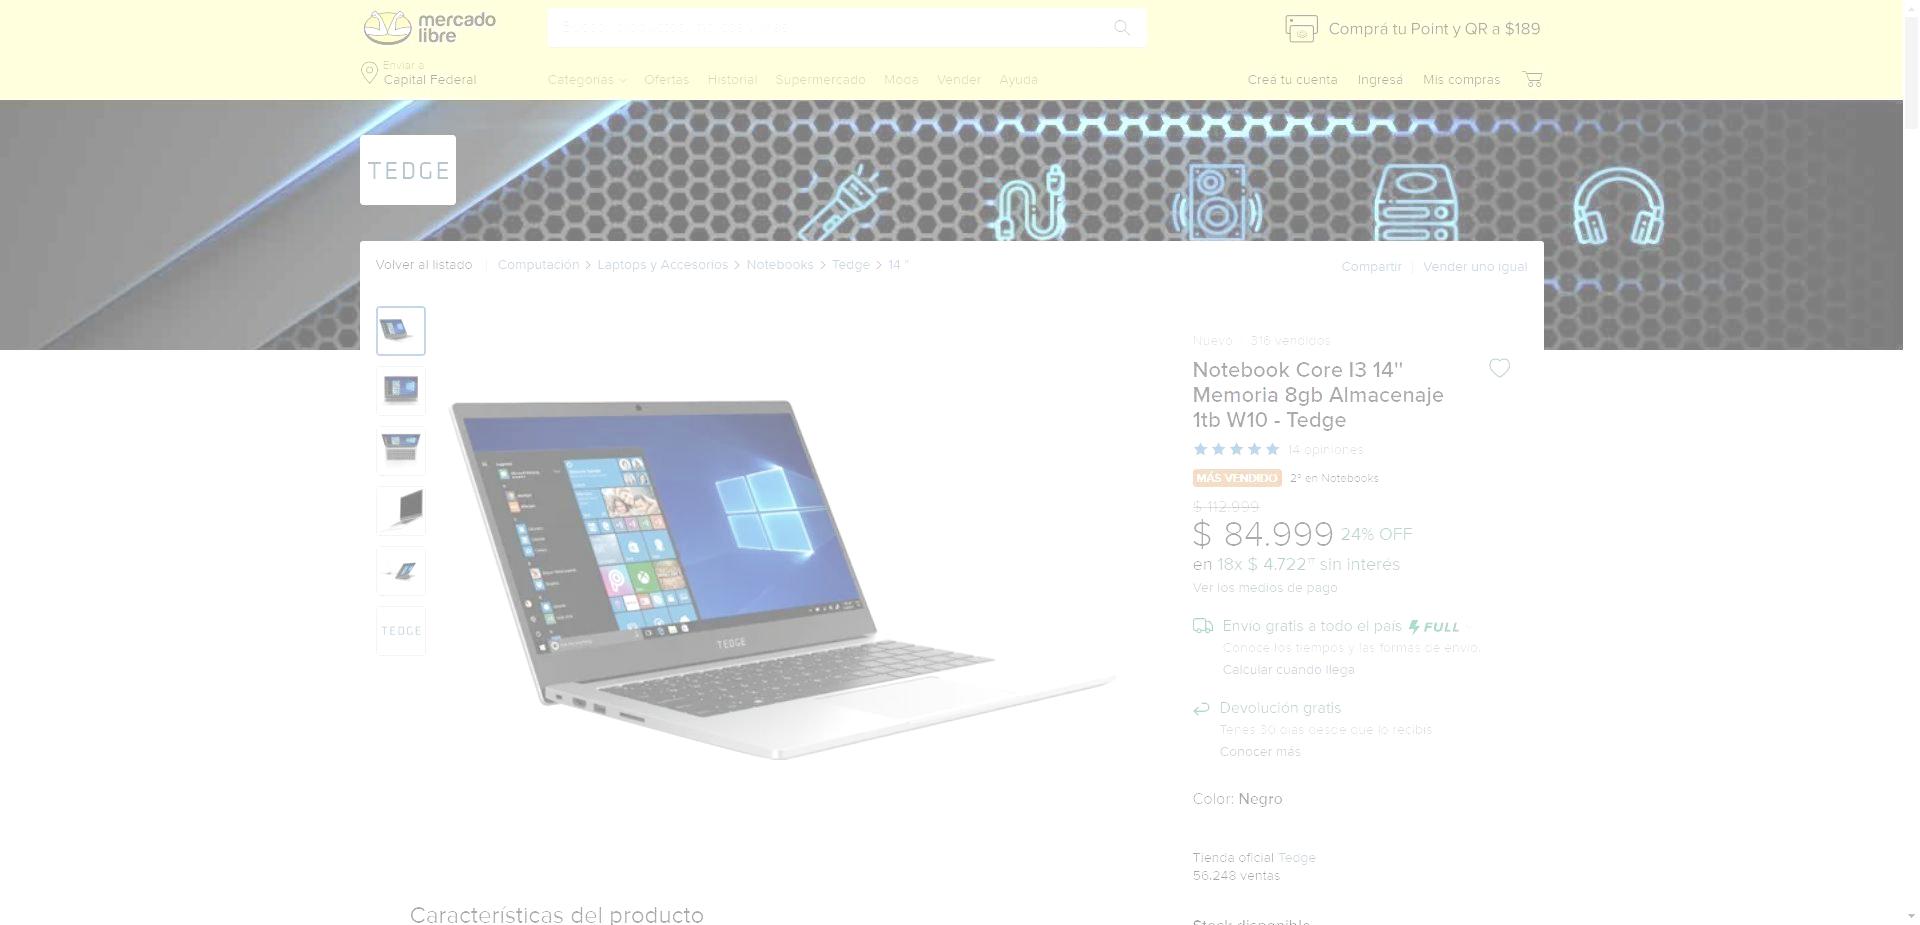 mercado
libre
Comprá tu Point y QR a $189
Enviar a
Capital Federal
Categorías
Ofertas
Historial
Supermercado
Moda
Vender
Ayuda
Creá tu cuenta
Ingresá
Mis compras
TEDGE
Volver al listado
Computación
Laptops y Accesorios
Notebooks
Tedge
14 "
Compartir
Vender uno igual
TEDGE
TEDGE
Nuevo
316 vendidos
Notebook Core I3 14''
Memoria 8gb Almacenaje
1tb W10 - Tedge
14 opiniones
MÁS VENDIDO
2º en Notebooks
$ 112.999
$ 84.999 24% OFF
en 18x $ 4.722 sin interés
Ver los medios de pago
Envío gratis a todo el país FULL
Conocé los tiempos y las formas de envío.
Calcular cuándo llega
Devolución gratis
Tenés 30 días desde que lo recibís.
Conocer más
Color: Negro
Tienda oficial Tedge
56.248 ventas
Características del producto
Stock disponible